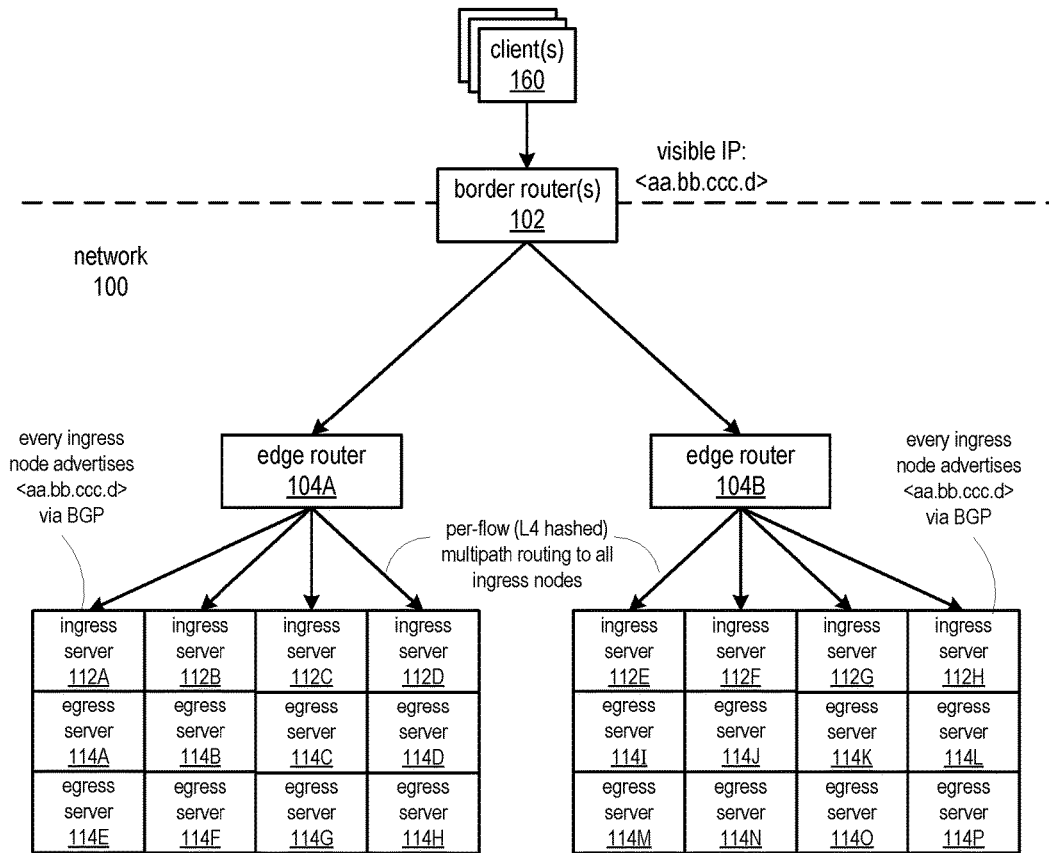 client(s)
160
visible IP:
<aa.bb.ccc.d>
border router(s)
102
network
100
every ingress
node advertises
<aa.bb.ccc.d>
via BGP
edge router
104A
edge router
104B
every ingress
node advertises
<aa.bb.ccc.d>
via BGP
per-flow (L4 hashed)
multipath routing to all
ingress nodes
ingress
server
112A
ingress
server
112B
ingress
server
112C
ingress
server
112D
egress
server
114A
egress
server
114B
egress
server
114C
egress
server
114D
egress
server
114E
egress
server
114F
egress
server
114G
egress
server
114H
ingress
server
112E
ingress
server
112F
ingress
server
112G
ingress
server
112H
egress
server
114I
egress
server
114J
egress
server
114K
egress
server
114L
egress
server
114M
egress
server
114N
egress
server
114O
egress
server
114P